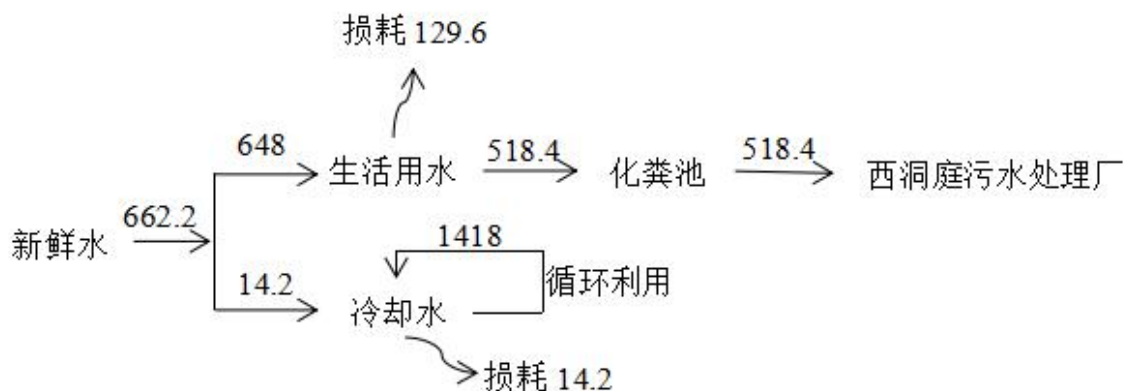 损耗 129.6
648
生活用水
518.4
化粪池
518.4
西洞庭污水处理厂
新鲜水
662.2
14.2
冷却水
1418
循环利用
损耗 14.2